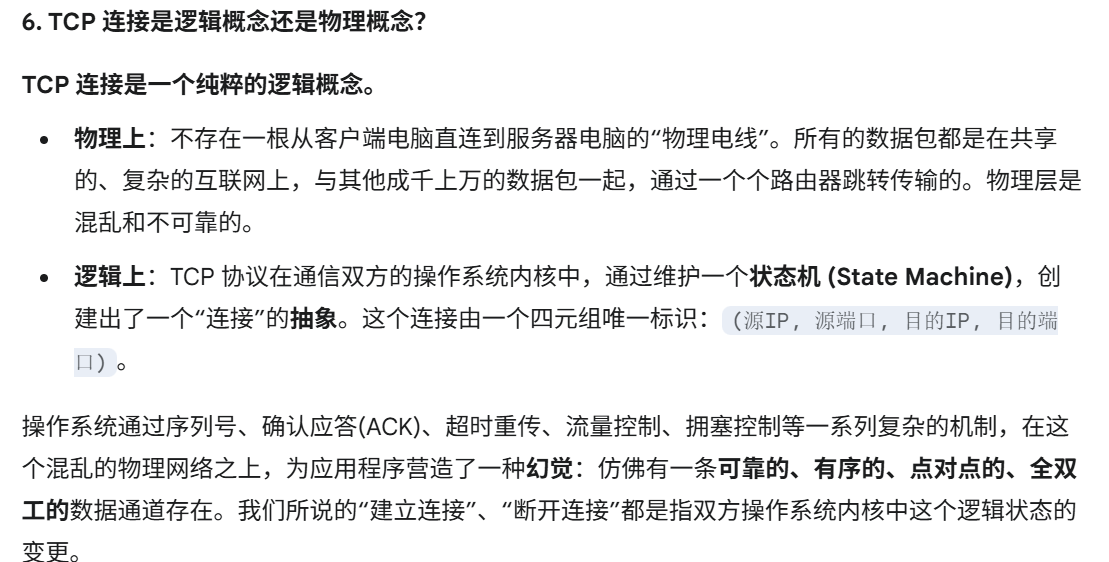 6. TCP 连接是逻辑概念还是物理概念？
TCP 连接是一个纯粹的逻辑概念。
• 物理上：不存在一根从客户端电脑直连到服务器电脑的“物理电线”。所有的数据包都是在共享
的、复杂的互联网上，与其他成千上万的数据包一起，通过一个个路由器跳转传输的。物理层是
混乱和不可靠的。
• 逻辑上：TCP 协议在通信双方的操作系统内核中，通过维护一个状态机 (State Machine)，创
建出了一个“连接”的抽象。这个连接由一个四元组唯一标识：(源IP, 源端口, 目的IP, 目的端
口)。
操作系统通过序列号、确认应答(ACK)、超时重传、流量控制、拥塞控制等一系列复杂的机制，在这
个混乱的物理网络之上，为应用程序营造了一种幻觉：仿佛有一条可靠的、有序的、点对点的、全双
工的数据通道存在。我们所说的“建立连接”、“断开连接”都是指双方操作系统内核中这个逻辑状态的
变更。